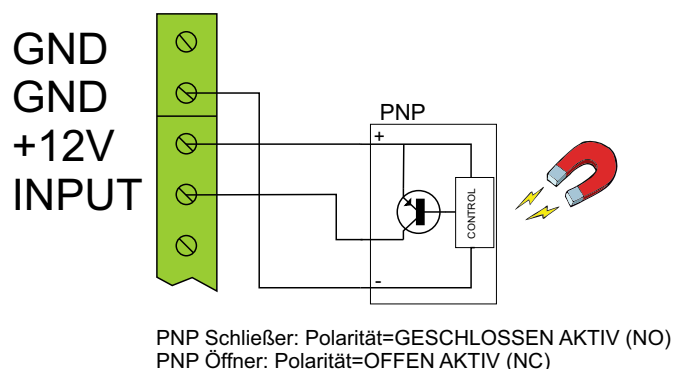 GND
GND
+12V
INPUT
PNP
+
CONTROL
-
PNP Schließer: Polarität=GESCHLOSSEN AKTIV (NO)
PNP Öffner: Polarität=OFFEN AKTIV (NC)